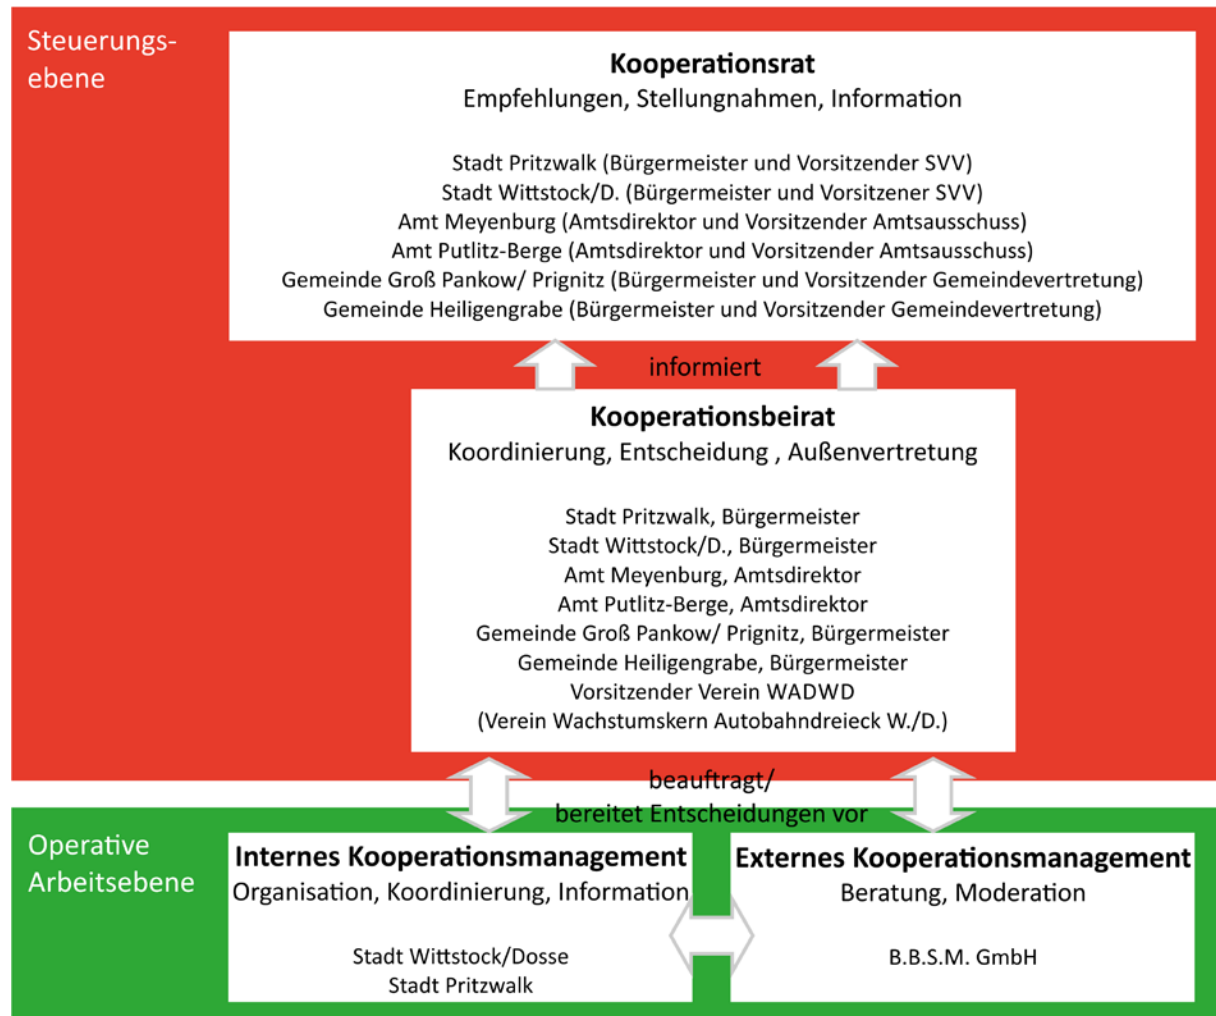 Steuerungs-
ebene
Kooperationsrat
Empfehlungen, Stellungnahmen, Information
Stadt Pritzwalk (Bürgermeister und Vorsitzender SVV)
Stadt Wittstock/D. (Bürgermeister und Vorsitzener SVV)
Amt Meyenburg (Amtsdirektor und Vorsitzender Amtsausschuss)
Amt Putlitz-Berge (Amtsdirektor und Vorsitzender Amtsausschuss)
Gemeinde Groß Pankow/ Prignitz (Bürgermeister und Vorsitzender Gemeindevertretung)
Gemeinde Heiligengrabe (Bürgermeister und Vorsitzender Gemeindevertretung)
informiert
Kooperationsbeirat
Koordinierung, Entscheidung , Außenvertretung
Stadt Pritzwalk, Bürgermeister
Stadt Wittstock/D., Bürgermeister
Amt Meyenburg, Amtsdirektor
Amt Putlitz-Berge, Amtsdirektor
Gemeinde Groß Pankow/ Prignitz, Bürgermeister
Gemeinde Heiligengrabe, Bürgermeister
Vorsitzender Verein WADWD
(Verein Wachstumskern Autobahndreieck W./D.)
beauftragt/
bereitet Entscheidungen vor
Operative
Arbeitsebene
Internes Kooperationsmanagement
Organisation, Koordinierung, Information
Stadt Wittstock/Dosse
Stadt Pritzwalk
Externes Kooperationsmanagement
Beratung, Moderation
B.B.S.M. GmbH